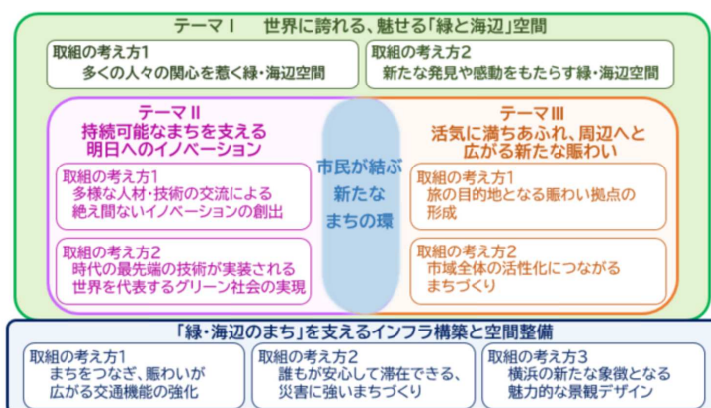 テーマⅠ 世界に誇れる、魅せる「緑と海辺」空間
取組の考え方1
多くの人々の関心を惹く緑・海辺空間
取組の考え方2
新たな発見や感動をもたらす緑・海辺空間
テーマⅡ
持続可能なまちを支える
明日へのイノベーション
取組の考え方1
多様な人材・技術の交流による
絶え間ないイノベーションの創出
取組の考え方2
時代の最先端の技術が実装される
世界を代表するグリーン社会の実現
市民が結ぶ
新たな
まちの環
テーマⅢ
活気に満ちあふれ、周辺へと
広がる新たな賑わい
取組の考え方1
旅の目的地となる賑わい拠点の
形成
取組の考え方2
市域全体の活性化につながる
まちづくり
「緑・海辺のまち」を支えるインフラ構築と空間整備
取組の考え方1
まちをつなぎ、賑わいが
広がる交通機能の強化
取組の考え方2
誰もが安心して滞在できる、
災害に強いまちづくり
取組の考え方3
横浜の新たな象徴となる
魅力的な景観デザイン